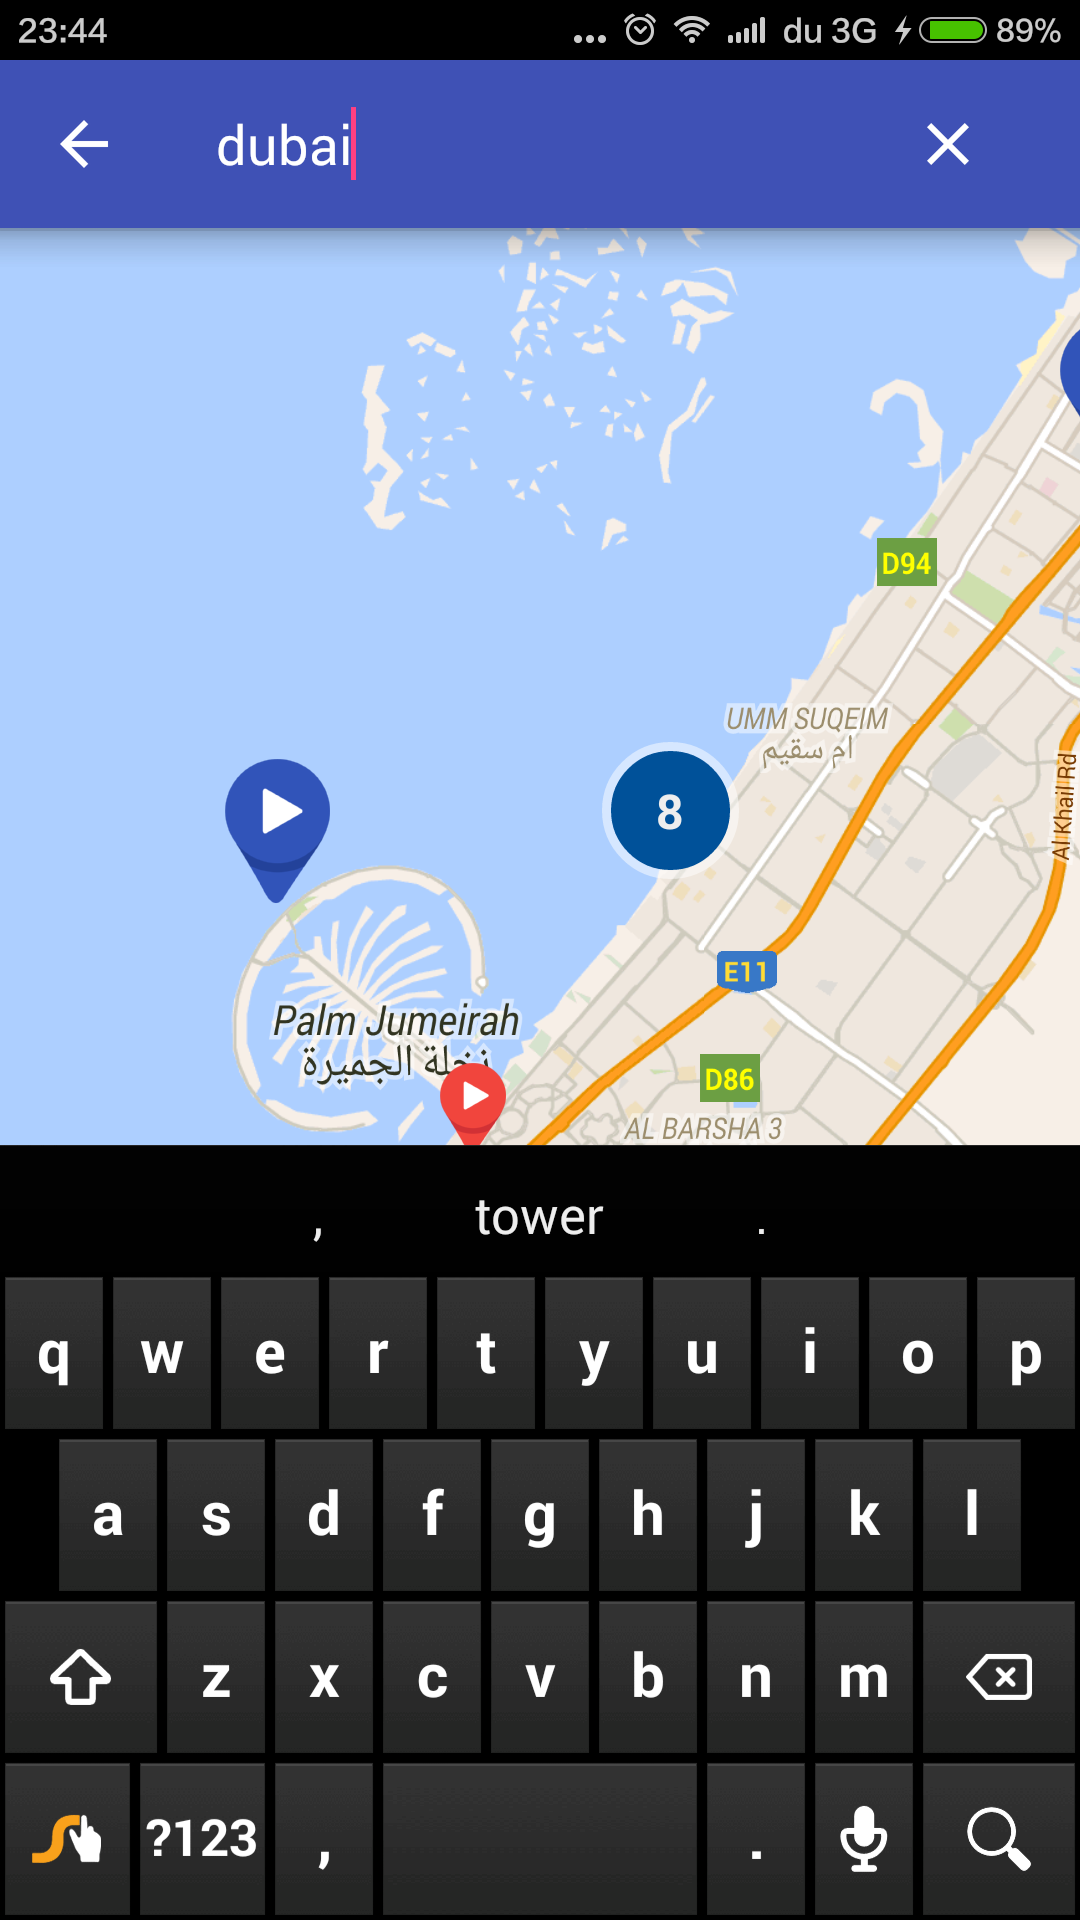 23:44 ... du 3G 89%
dubai
D94
UMM SUQEIM
ام سقيم
Al Khail Rd
8
E11
Palm Jumeirah
نخلة الجميرة
D86
AL BARSHA 3
, tower .
q w e r t y u i o p
a s d f g h j k l
z x c v b n m
?123 , .